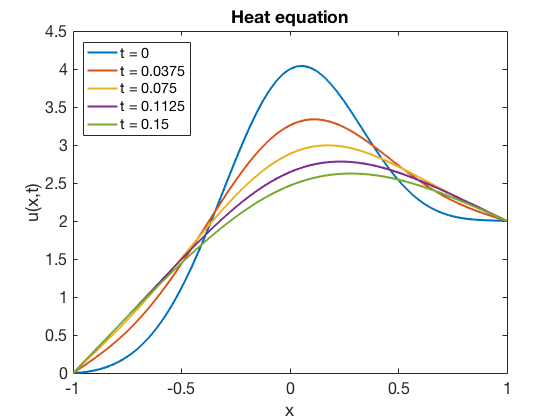 Heat equation
4.5
4
3.5
3
2.5
2
1.5
1
0.5
0
u(x,t)
t = 0
t = 0.0375
t = 0.075
t = 0.1125
t = 0.15
-1
-0.5
0
0.5
1
x